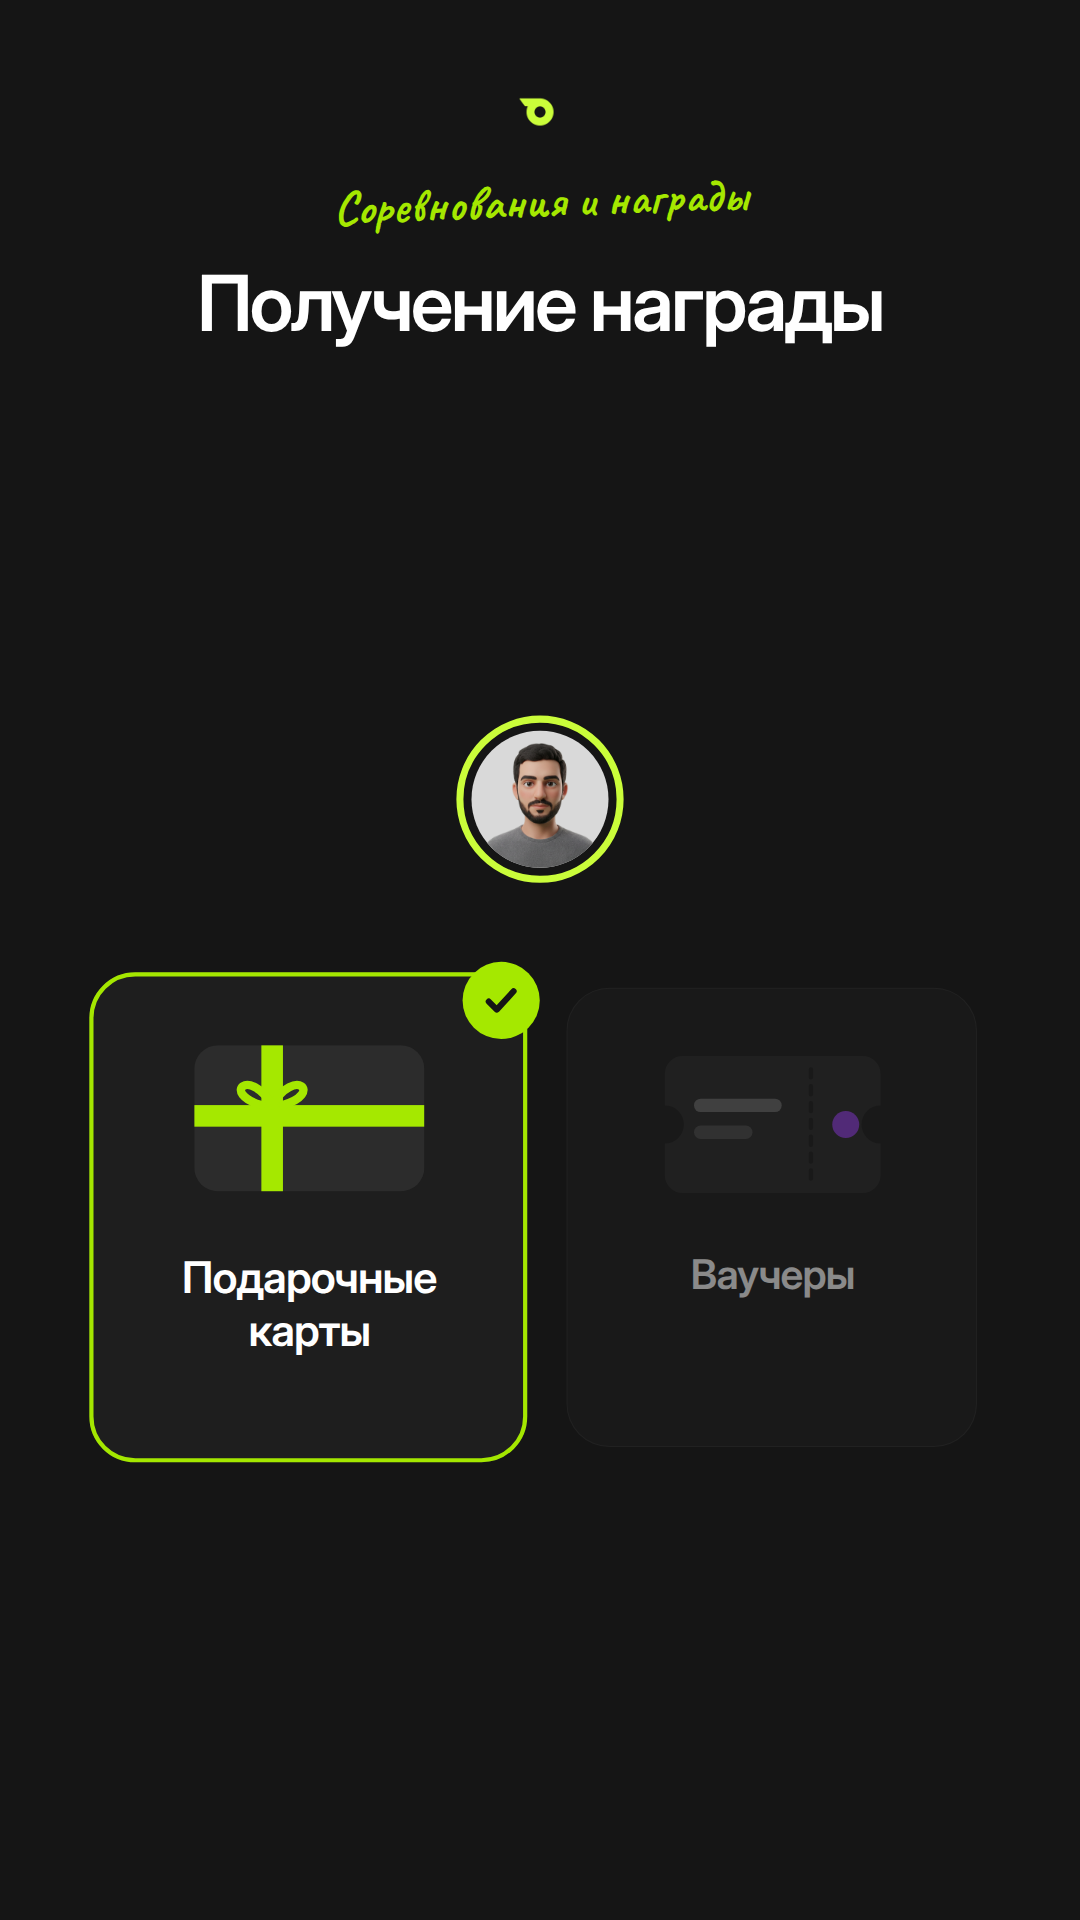 Соревнования и награды
Получение награды
Подарочные
карты
Ваучеры